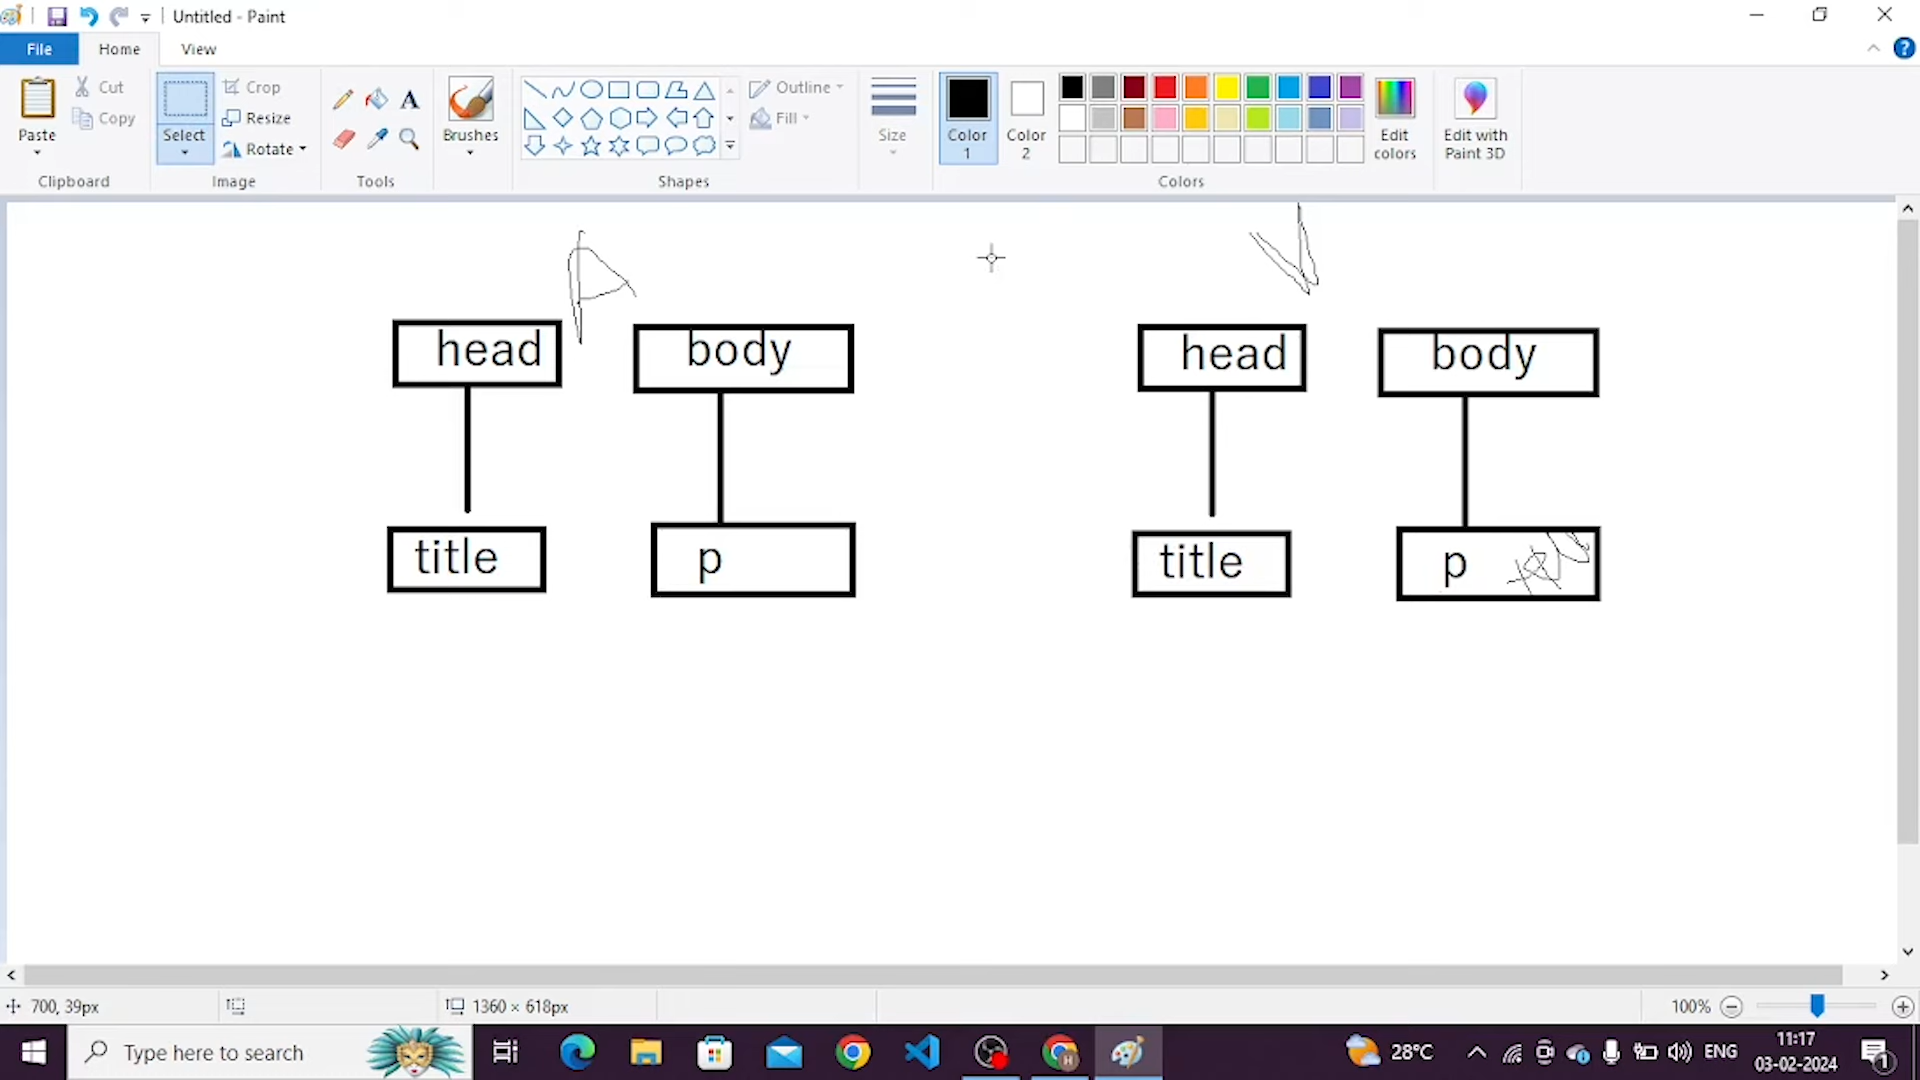 Untitled - Paint
File Home View
Paste
Cut
Copy
Clipboard
Select
Crop
Resize
Rotate
Image
A
Tools
Brushes
Shapes
Outline
Fill
Size
Color 1
Color 2
Edit colors
Colors
Edit with Paint 3D
head body head body
title p title p
700, 39px
1360 × 618px
100%
Type here to search
28°C
ENG
11:17
03-02-2024
1